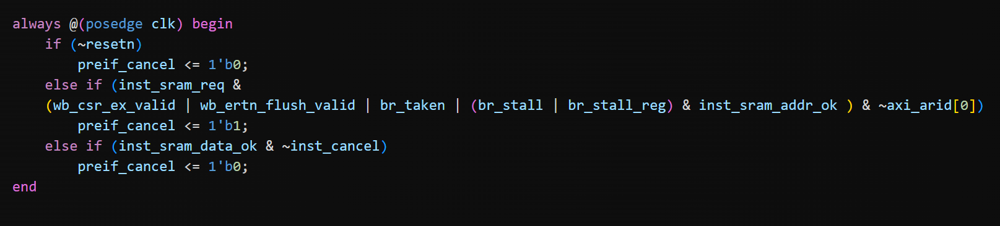 always @(posedge clk) begin
    if (~resetn)
        preif_cancel <= 1'b0;
    else if (inst_sram_req &
    (wb_csr_ex_valid | wb_ertn_flush_valid | br_taken | (br_stall | br_stall_reg) & inst_sram_addr_ok ) & ~axi_arid[0])
        preif_cancel <= 1'b1;
    else if (inst_sram_data_ok & ~inst_cancel)
        preif_cancel <= 1'b0;
end